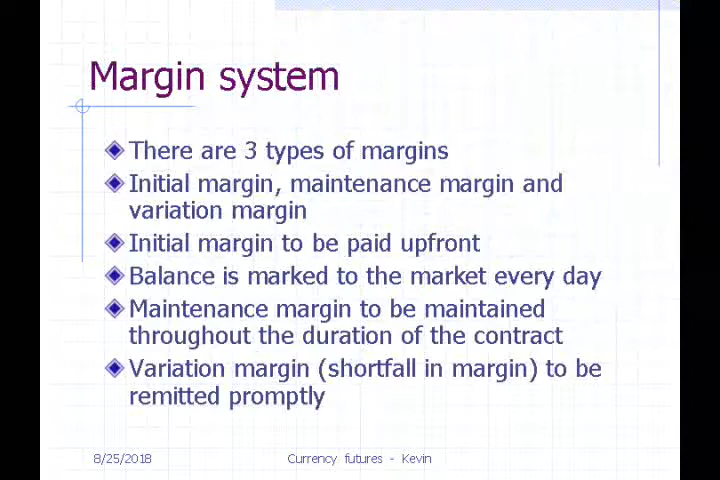 Margin system
There are 3 types of margins
Initial margin, maintenance margin and
variation margin
Initial margin to be paid upfront
Balance is marked to the market every day
Maintenance margin to be maintained
throughout the duration of the contract
Variation margin (shortfall in margin) to be
remitted promptly
8/25/2018
Currency futures - Kevin